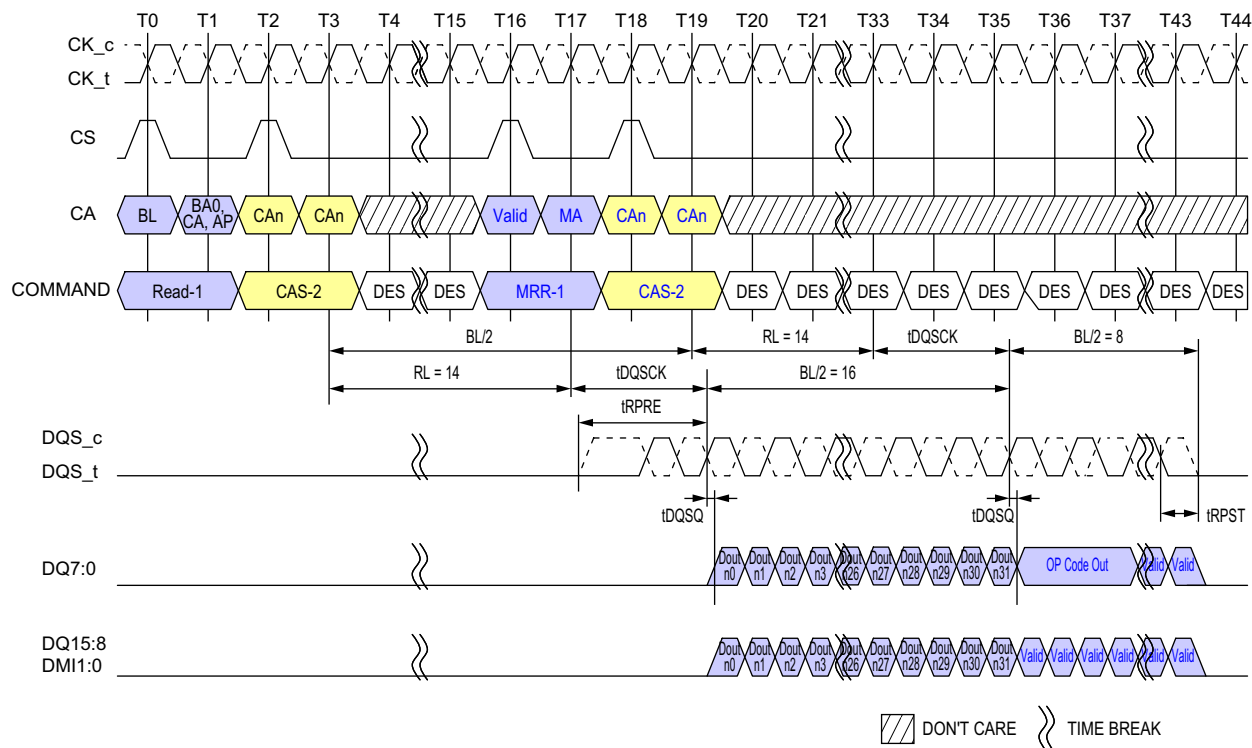 T0 T1 T2 T3 T4 T15 T16 T17 T18 T19 T20 T21 T33 T34 T35 T36 T37 T43 T44
CK_c
CK_t
CS
CA BL BA0, CA, AP CAn CAn Valid MA CAn CAn
COMMAND Read-1 CAS-2 DES DES MRR-1 CAS-2 DES DES DES DES DES DES DES DES DES
BL/2 RL = 14 tDQSCK BL/2 = 8
RL = 14 tDQSCK BL/2 = 16
tRPRE
DQS_c
DQS_t
tDQSQ tDQSQ tRPST
DQ7:0 Dout n0 Dout n1 Dout n2 Dout n3 Dout n26 Dout n27 Dout n28 Dout n29 Dout n30 Dout n31 OP Code Out Valid Valid
DQ15:8
DMI1:0 Dout n0 Dout n1 Dout n2 Dout n3 Dout n26 Dout n27 Dout n28 Dout n29 Dout n30 Dout n31 Valid Valid Valid Valid Valid Valid
DON'T CARE TIME BREAK